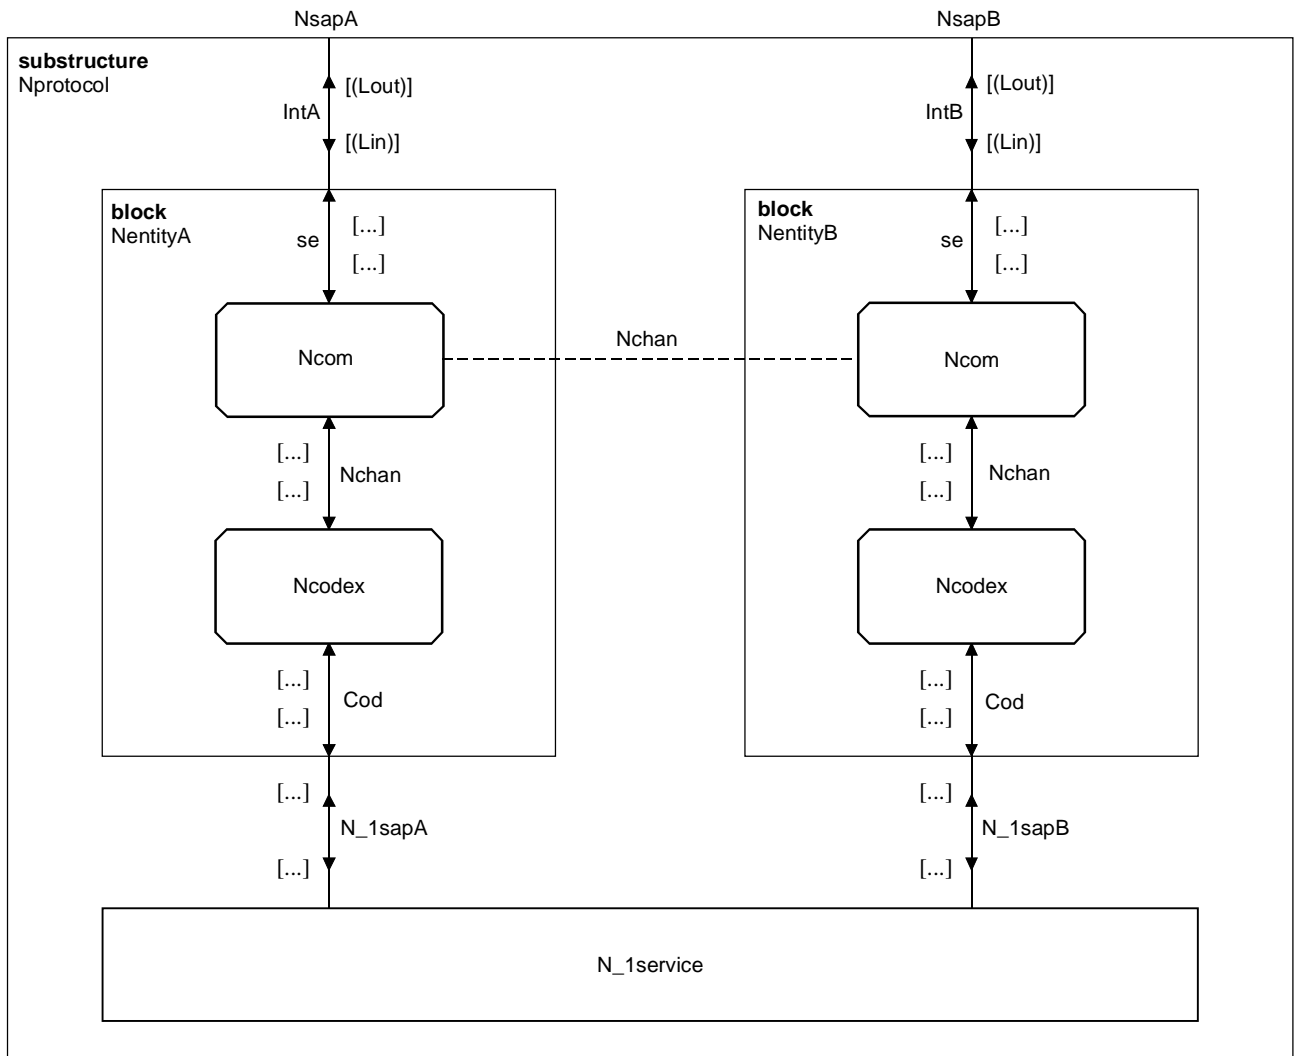 NsapA
NsapB
substructure
Nprotocol
[(Lout)]
[(Lout)]
IntA
IntB
[(Lin)]
[(Lin)]
block
NentityA
block
NentityB
[...]
[...]
se
se
[...]
[...]
Nchan
Ncom
Ncom
[...]
[...]
Nchan
Nchan
[...]
[...]
Ncodex
Ncodex
[...]
[...]
Cod
Cod
[...]
[...]
[...]
[...]
N_1sapA
N_1sapB
[...]
[...]
N_1service